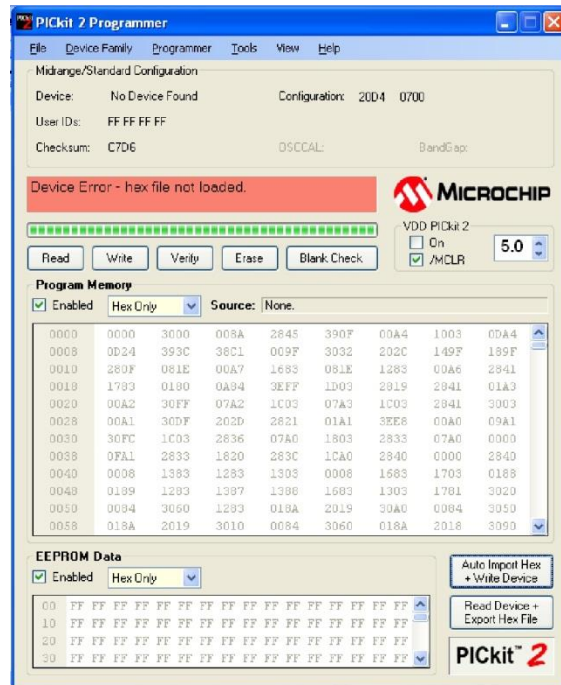 PICkit 2 Programmer
File Device Family Programmer Tools View Help
Midrange/Standard Configuration
Device: No Device Found Configuration: 20D4 0700
User IDs: FF FF FF FF
Checksum: C7D6 OSCCAL: BandGap:
Device Error - hex file not loaded.
MICROCHIP
VDD PICkit 2
On
/MCLR
5.0
Read Write Verify Erase Blank Check
Program Memory
Enabled Hex Only Source: None.
0000 0000 3000 008A 2845 390F 00A4 1003 0DA4
0008 0D24 393C 38C1 009F 3032 202C 149F 189F
0010 280F 081E 00A7 1683 081E 1283 00A6 2841
0018 1783 0180 0A84 3EFF 1D03 2819 2841 01A3
0020 00A2 30FF 07A2 1C03 07A3 1C03 2841 3003
0028 00A1 30DF 202D 2821 01A1 3EE8 00A0 09A1
0030 30FC 1C03 2836 07A0 1803 2833 07A0 0000
0038 0FA1 2833 1820 283C 1CA0 2840 0000 2840
0040 0008 1383 1283 1303 0008 1683 1703 0188
0048 0189 1283 1387 1388 1683 1303 1781 3020
0050 0084 3060 1283 018A 2019 30A0 0084 3050
0058 018A 2019 3010 0084 3060 018A 2018 3090
EEPROM Data
Enabled Hex Only
00 FF FF FF FF FF FF FF FF FF FF FF FF FF FF FF FF
10 FF FF FF FF FF FF FF FF FF FF FF FF FF FF FF FF
20 FF FF FF FF FF FF FF FF FF FF FF FF FF FF FF FF
30 FF FF FF FF FF FF FF FF FF FF FF FF FF FF FF FF
Auto Import Hex
+ Write Device
Read Device +
Export Hex File
PICkit™ 2